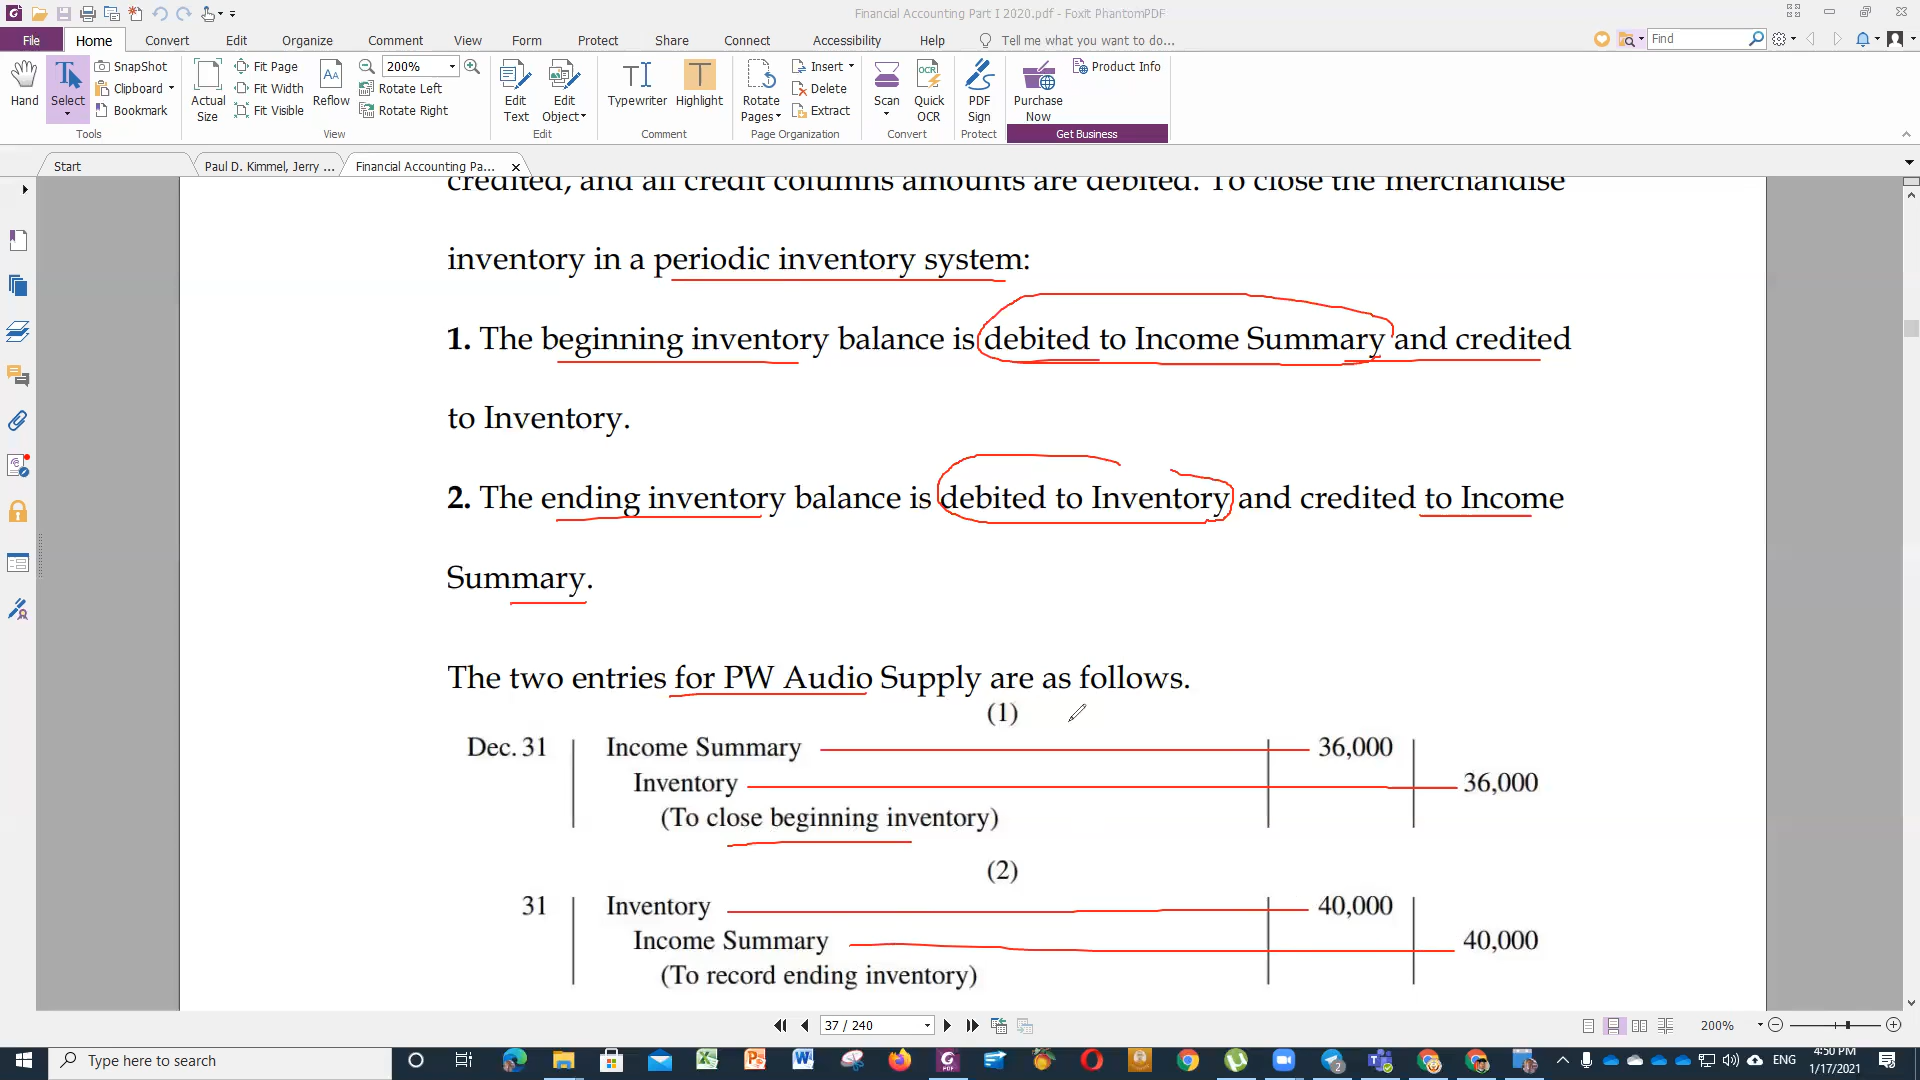 Financial Accounting Part I 2020.pdf - Foxit PhantomPDF
File Home Convert Edit Organize Comment View Form Protect Share Connect Accessibility Help Tell me what you want to do... Find
Hand
Select
SnapShot
Clipboard
Bookmark
Tools
Actual Size
Fit Page
Fit Width
Fit Visible
Reflow
200%
Rotate Left
Rotate Right
View
Edit Text
Edit Object
Edit
Typewriter
Highlight
Comment
Rotate Pages
Insert
Delete
Extract
Page Organization
Scan
Quick OCR
Convert
PDF Sign
Protect
Purchase Now
Product Info
Get Business
Start
Paul D. Kimmel, Jerry ...
Financial Accounting Pa...
credited, and all credit columns amounts are debited. To close the merchandise
inventory in a periodic inventory system:
1. The beginning inventory balance is debited to Income Summary and credited
to Inventory.
2. The ending inventory balance is debited to Inventory and credited to Income
Summary.
The two entries for PW Audio Supply are as follows.
(1)
Dec. 31 Income Summary 36,000
Inventory 36,000
(To close beginning inventory)
(2)
31 Inventory 40,000
Income Summary 40,000
(To record ending inventory)
37 / 240
200%
Type here to search
ENG
4:50 PM
1/17/2021